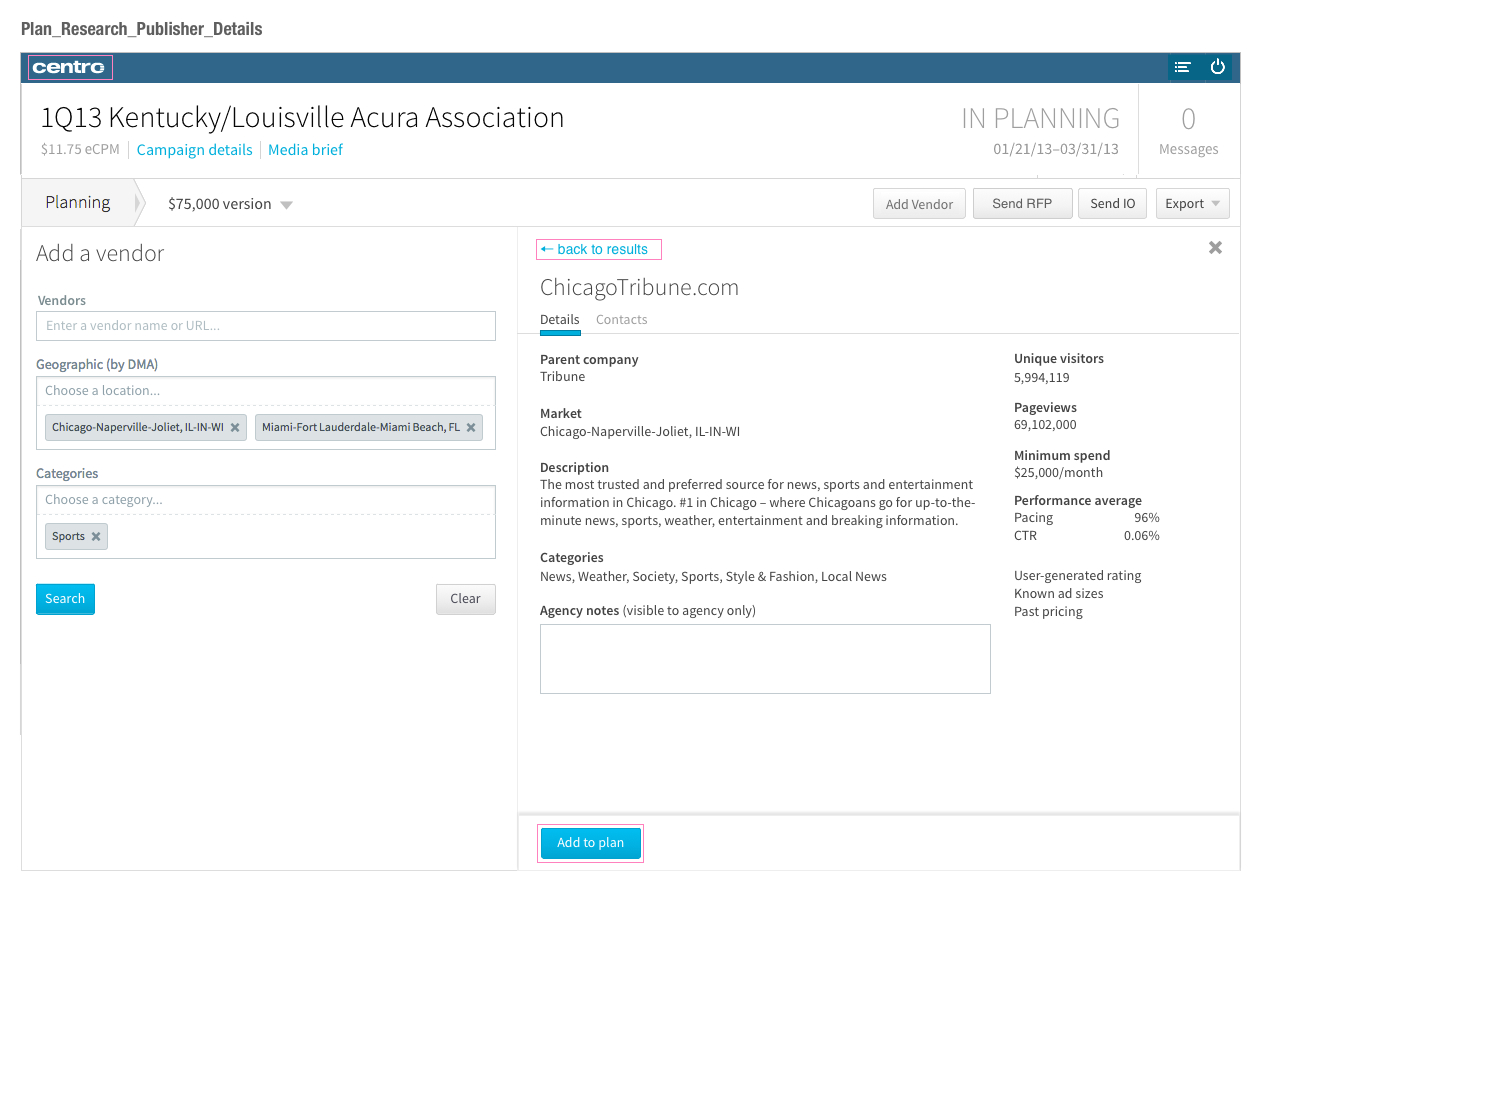 Plan_Research_Publisher_Details
centro
1Q13 Kentucky/Louisville Acura Association
$11.75 eCPM
Campaign details
Media brief
IN PLANNING
01/21/13–03/31/13
0
Messages
Planning
$75,000 version
Add Vendor
Send RFP
Send IO
Export
Add a vendor
Vendors
Enter a vendor name or URL...
Geographic (by DMA)
Choose a location...
Chicago-Naperville-Joliet, IL-IN-WI
Miami-Fort Lauderdale-Miami Beach, FL
Categories
Choose a category...
Sports
Search
Clear
← back to results
ChicagoTribune.com
Details
Contacts
Parent company
Tribune
Market
Chicago-Naperville-Joliet, IL-IN-WI
Description
The most trusted and preferred source for news, sports and entertainment
information in Chicago. #1 in Chicago – where Chicagoans go for up-to-the-
minute news, sports, weather, entertainment and breaking information.
Categories
News, Weather, Society, Sports, Style & Fashion, Local News
Agency notes (visible to agency only)
Unique visitors
5,994,119
Pageviews
69,102,000
Minimum spend
$25,000/month
Performance average
Pacing 96%
CTR 0.06%
User-generated rating
Known ad sizes
Past pricing
Add to plan